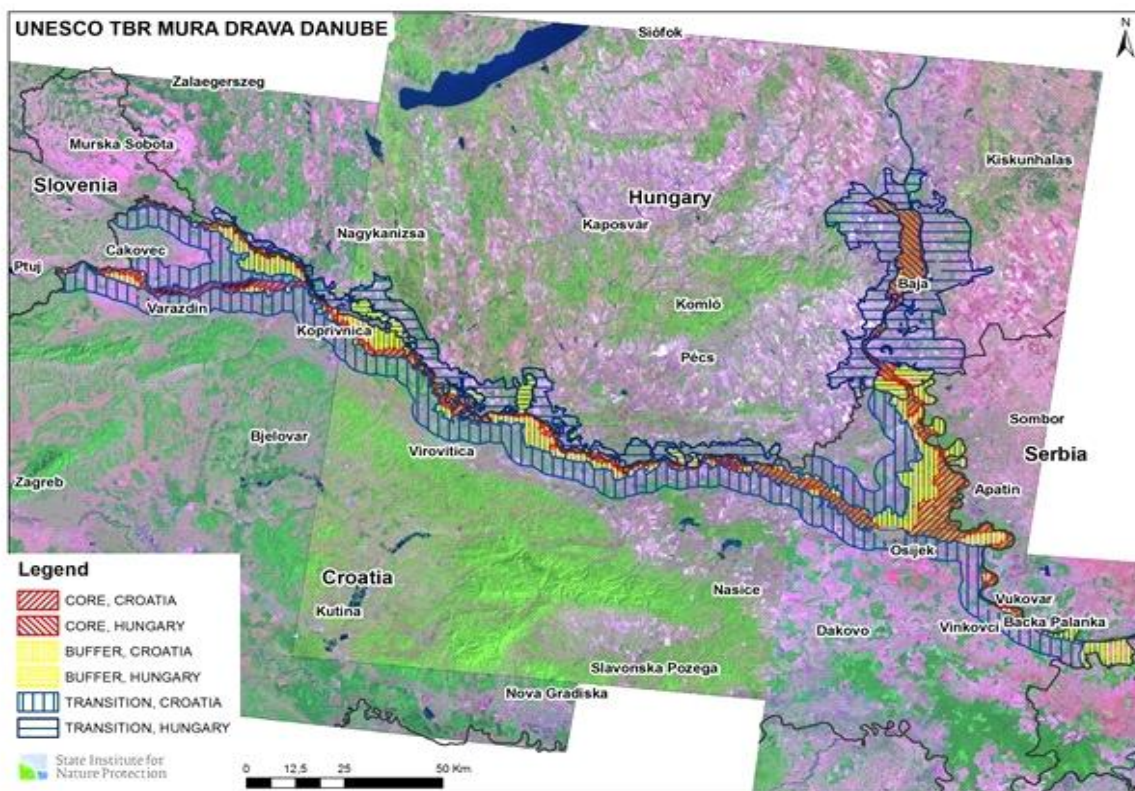 UNESCO TBR MURA DRAVA DANUBE
N
Siófok
Zalaegerszeg
Murska Sobota
Kiskunhalas
Slovenia
Hungary
Kaposvár
Nagykanizsa
Cakovec
Ptuj
Baja
Varazdin
Komló
Koprivnica
Pécs
Sombor
Bjelovar
Virovitica
Serbia
Zagreb
Apatin
Osijek
Legend
Croatia
Nasice
CORE, CROATIA
Kutina
Vukovar
CORE, HUNGARY
Dakovo
Vinkovci
Backa Palanka
BUFFER, CROATIA
Slavonska Pozega
BUFFER, HUNGARY
Nova Gradiska
TRANSITION, CROATIA
TRANSITION, HUNGARY
State Institute for
Nature Protection
0 12,5 25 50 Km